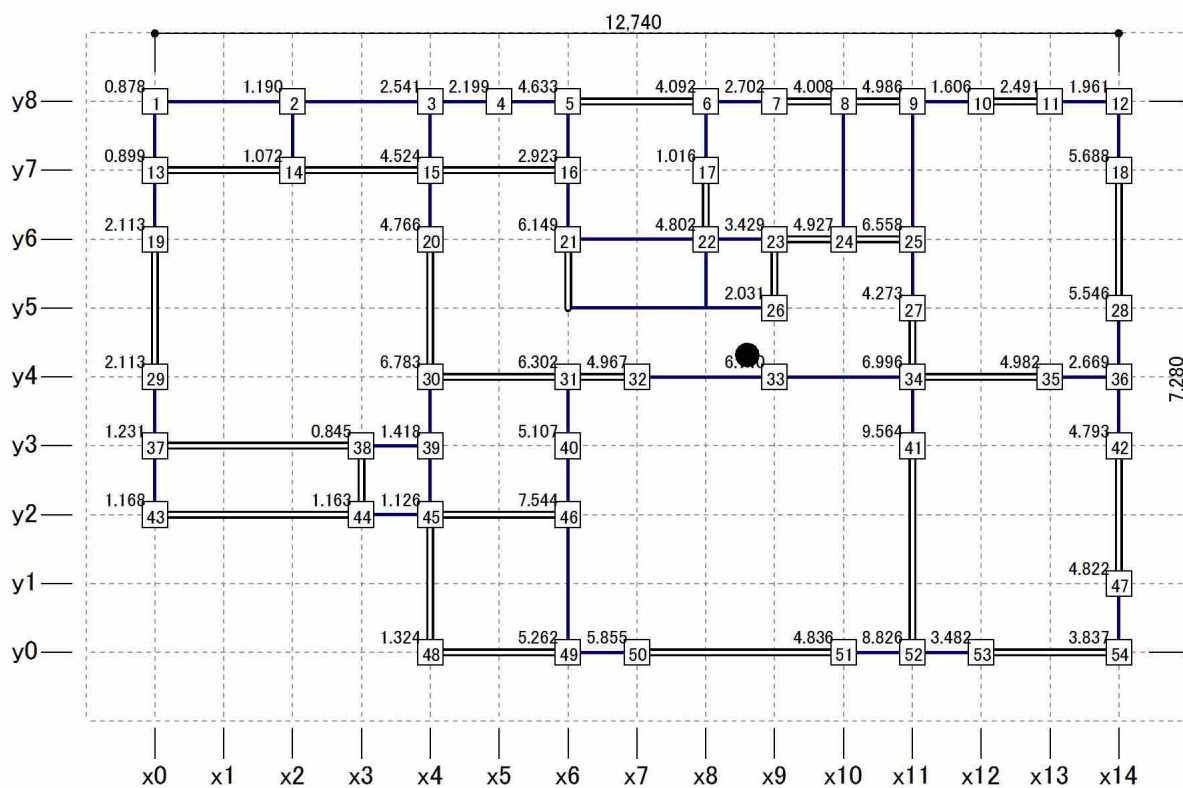 12,740
0.878 1.190 2.541 2.199 4.633 4.092 2.702 4.008 4.986 1.606 2.491 1.961
y8 1 2 3 4 5 6 7 8 9 10 11 12
0.899 1.072 4.524 2.923 1.016 5.688
y7 13 14 15 16 17 18
2.113 4.766 6.149 4.802 3.429 4.927 6.558
y6 19 20 21 22 23 24 25
2.031 4.273 5.546
y5 26 27 28
2.113 6.783 6.302 4.967 6.996 4.982 2.669
y4 29 30 31 32 33 34 35 36
7,280
1.231 0.845 1.418 5.107 9.564 4.793
y3 37 38 39 40 41 42
1.168 1.163 1.126 7.544
y2 43 44 45 46
4.822
y1 47
1.324 5.262 5.855 4.836 8.826 3.482 3.837
y0 48 49 50 51 52 53 54
x0 x1 x2 x3 x4 x5 x6 x7 x8 x9 x10 x11 x12 x13 x14